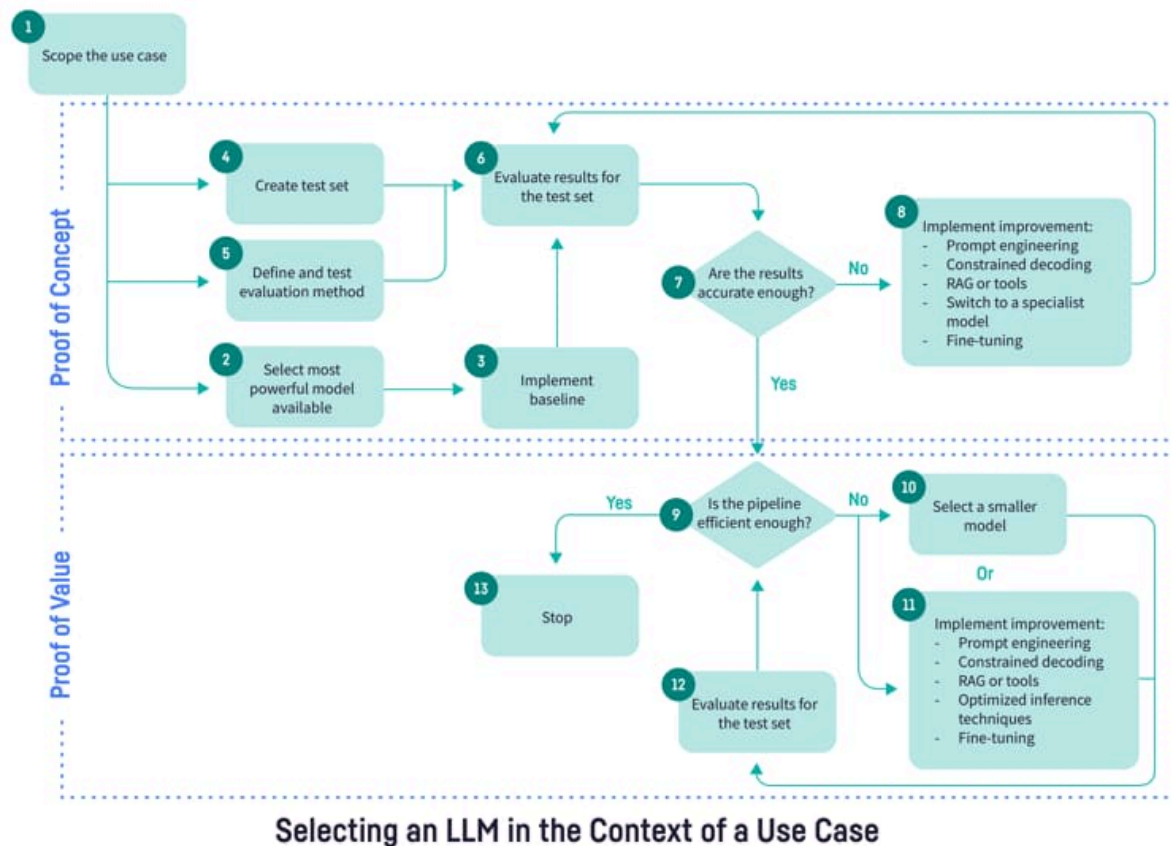 1
Scope the use case
Proof of Concept
4
Create test set
5
Define and test
evaluation method
2
Select most
powerful model
available
3
Implement
baseline
6
Evaluate results for
the test set
7
Are the results
accurate enough?
No
Yes
8
Implement improvement:
- Prompt engineering
- Constrained decoding
- RAG or tools
- Switch to a specialist
model
- Fine-tuning
Proof of Value
9
Is the pipeline
efficient enough?
Yes
No
10
Select a smaller
model
Or
11
Implement improvement:
- Prompt engineering
- Constrained decoding
- RAG or tools
- Optimized inference
techniques
- Fine-tuning
12
Evaluate results for
the test set
13
Stop
Selecting an LLM in the Context of a Use Case